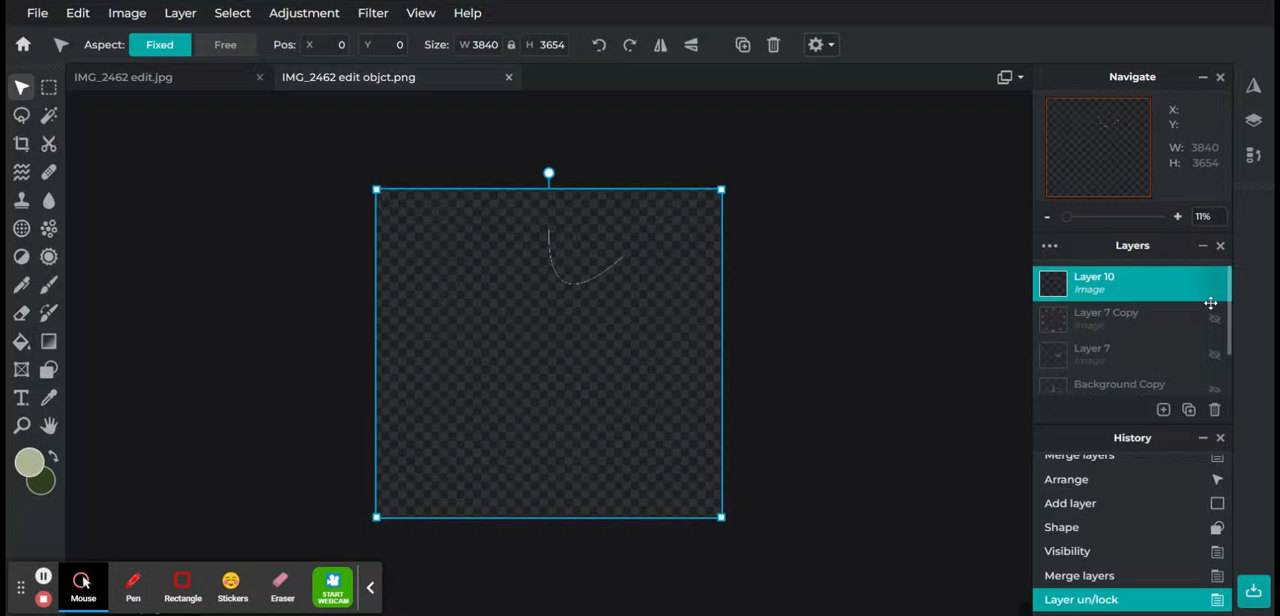 File Edit Image Layer Select Adjustment Filter View Help
Aspect: Fixed Free Pos: X 0 Y 0 Size: W 3840 H 3654
IMG_2462 edit.jpg × IMG_2462 edit objct.png ×
Navigate
X:
Y:
W: 3840
H: 3654
- + 11%
Layers
Layer 10
Image
Layer 7 Copy
Image
Layer 7
Image
Background Copy
History
Merge layers
Arrange
Add layer
Shape
Visibility
Merge layers
Layer un/lock
T
Mouse Pen Rectangle Stickers Eraser START
WEBCAM